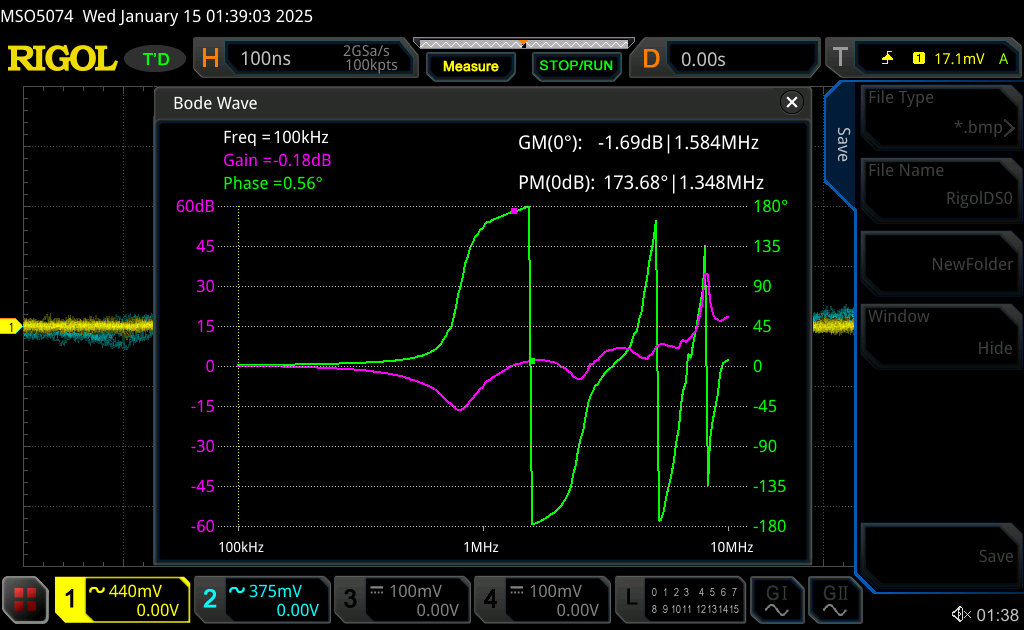 MSO5074 Wed January 15 01:39:03 2025
RIGOL T'D H 100ns 2GSa/s 100kpts Measure STOP/RUN D 0.00s T 1 17.1mV A
Bode Wave
Freq =100kHz
Gain =-0.18dB
Phase =0.56°
GM(0°): -1.69dB|1.584MHz
PM(0dB): 173.68°|1.348MHz
60dB 180°
45 135
30 90
15 45
0 0
-15 -45
-30 -90
-45 -135
-60 -180
100kHz 1MHz 10MHz
1
Save
File Type
*.bmp
File Name
RigolDS0
NewFolder
Window
Hide
Save
1 440mV 0.00V
2 375mV 0.00V
3 100mV 0.00V
4 100mV 0.00V
L 0 1 2 3 4 5 6 7
8 9 10 11 12 13 14 15
GI GII
01:38